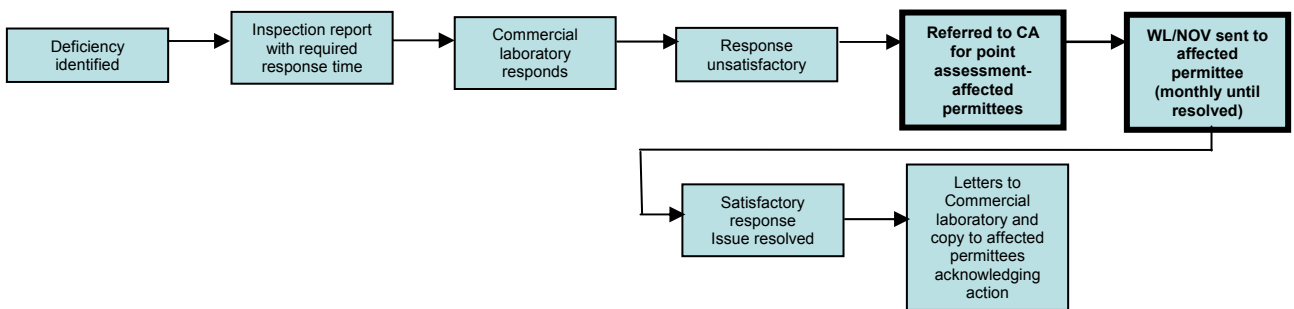 Deficiency
identified
Inspection report
with required
response time
Commercial
laboratory
responds
Response
unsatisfactory
Referred to CA
for point
assessment-
affected
permittees
WL/NOV sent to
affected
permittee
(monthly until
resolved)
Satisfactory
response
Issue resolved
Letters to
Commercial
laboratory and
copy to affected
permittees
acknowledging
action